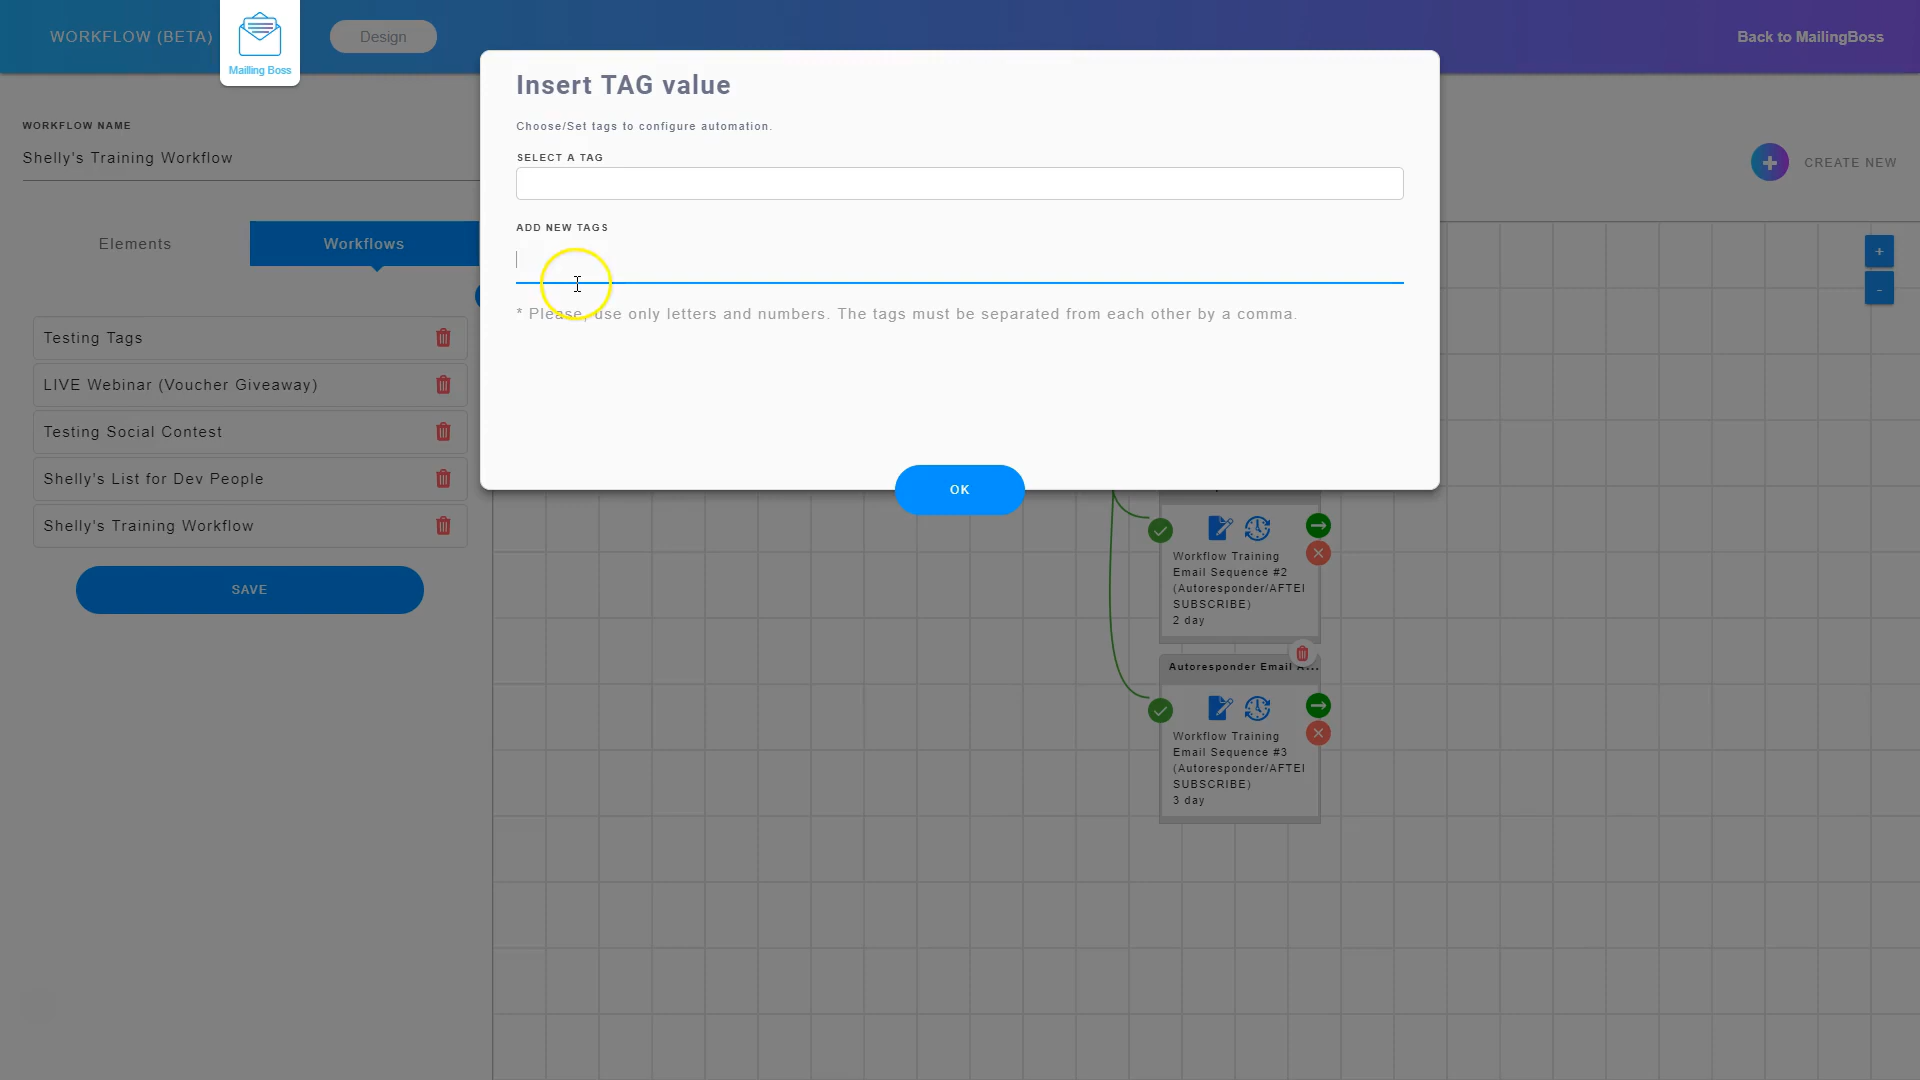 WORKFLOW (BETA)
Mailling Boss
Design
Back to MailingBoss
Insert TAG value
Choose/Set tags to configure automation.
SELECT A TAG
ADD NEW TAGS
* Please, use only letters and numbers. The tags must be separated from each other by a comma.
OK
WORKFLOW NAME
Shelly's Training Workflow
CREATE NEW
Elements
Workflows
+
-
Testing Tags
LIVE Webinar (Voucher Giveaway)
Testing Social Contest
Shelly's List for Dev People
Shelly's Training Workflow
SAVE
Workflow Training
Email Sequence #2
(Autoresponder/AFTER
SUBSCRIBE)
2 day
Autoresponder Email A...
Workflow Training
Email Sequence #3
(Autoresponder/AFTER
SUBSCRIBE)
3 day